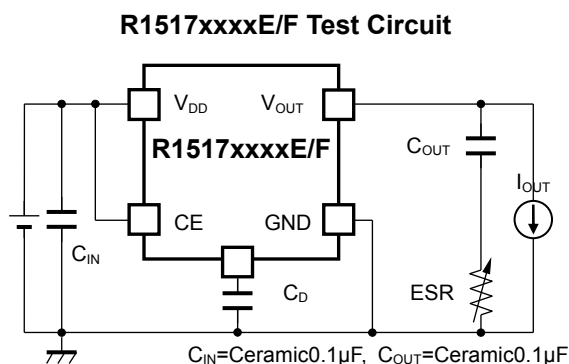 R1517xxxxE/F Test Circuit
VDD
VOUT
R1517xxxxE/F
COUT
IOUT
CE
GND
CIN
CD
ESR
CIN=Ceramic0.1μF, COUT=Ceramic0.1μF